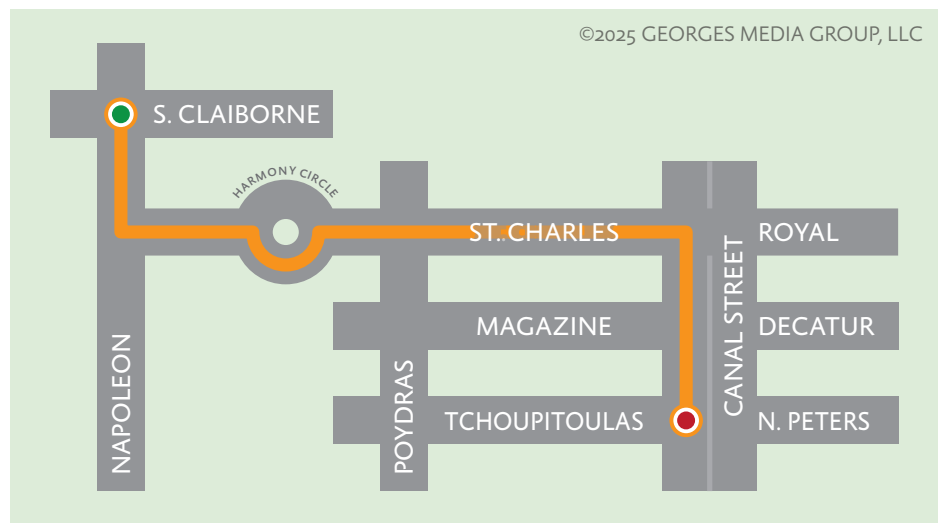 ©2025 GEORGES MEDIA GROUP, LLC
S. CLAIBORNE
HARMONY CIRCLE
ST. CHARLES
ROYAL
CANAL STREET
MAGAZINE
DECATUR
NAPOLEON
POYDRAS
TCHOUPITOULAS
N. PETERS